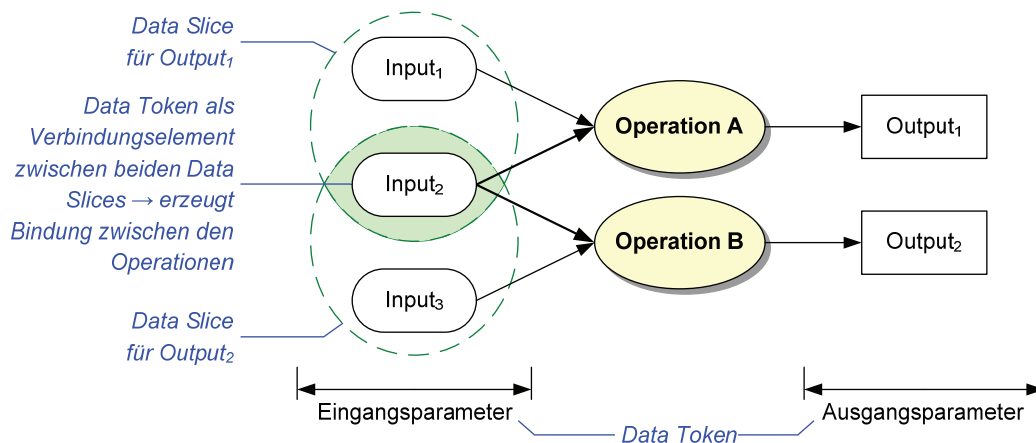 Data Slice
für Output₁
Data Token als
Verbindungselement
zwischen beiden Data
Slices → erzeugt
Bindung zwischen den
Operationen
Data Slice
für Output₂
Input₁
Input₂
Input₃
Operation A
Operation B
Output₁
Output₂
Eingangsparameter
Data Token
Ausgangsparameter